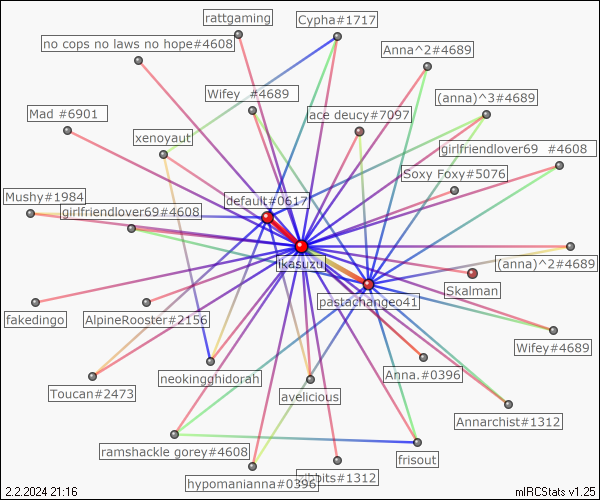 rattgaming
Cypha#1717
no cops no laws no hope#4608
Anna^2#4689
Wifey #4689
(anna)^3#4689
Mad #6901
ace deucy#7097
xenoyaut
girlfriendlover69 #4608
Soxy Foxy#5076
Mushy#1984
default#0617
girlfriendlover69#4608
ikasuzu
(anna)^2#4689
Skalman
pastachangeo41
fakedingo
AlpineRooster#2156
Wifey#4689
Anna.#0396
neokingghidorah
Toucan#2473
avelicious
Annarchist#1312
ramshackle gorey#4608
frisout
hypomanianna#0396
#1312
2.2.2024 21:16
mIRCStats v1.25